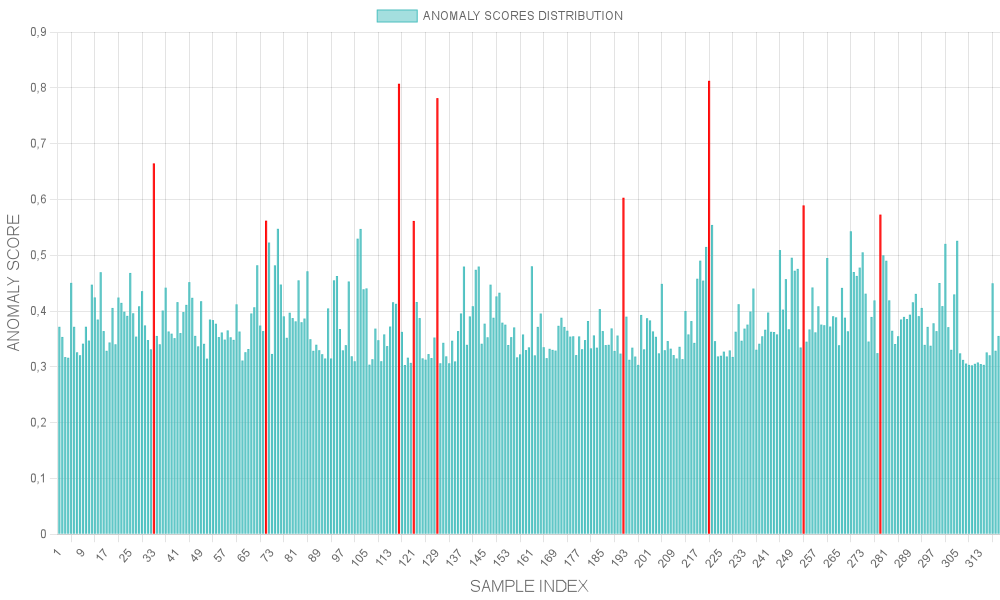 ANOMALY SCORES DISTRIBUTION
0,9
0,8
0,7
0,6
0,5
0,4
0,3
0,2
0,1
0
ANOMALY SCORE
1 9 17 25 33 41 49 57 65 73 81 89 97 105 113 121 129 137 145 153 161 169 177 185 193 201 209 217 225 233 241 249 257 265 273 281 289 297 305 313
SAMPLE INDEX